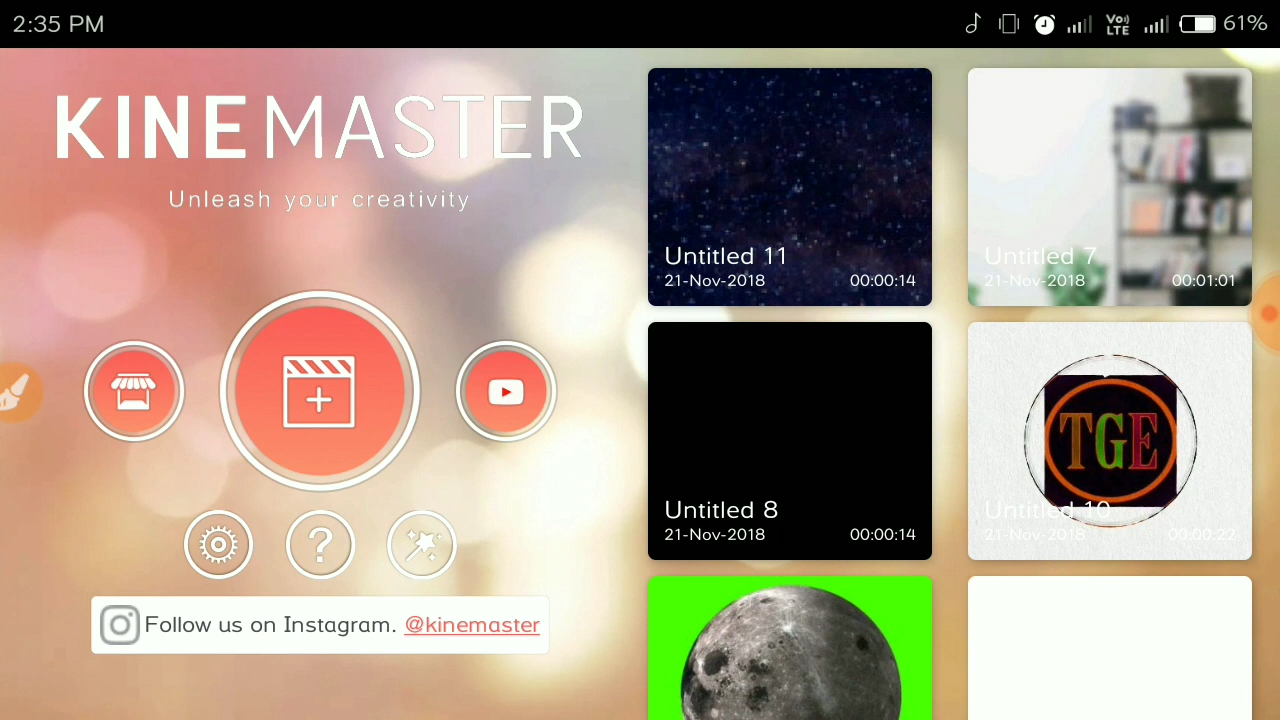 2:35 PM
Vo)) LTE
61%
KINEMASTER
Unleash your creativity
Follow us on Instagram. @kinemaster
Untitled 11
21-Nov-2018 00:00:14
Untitled 7
21-Nov-2018 00:01:01
Untitled 8
21-Nov-2018 00:00:14
TGE
Untitled 10
21-Nov-2018 00:00:22